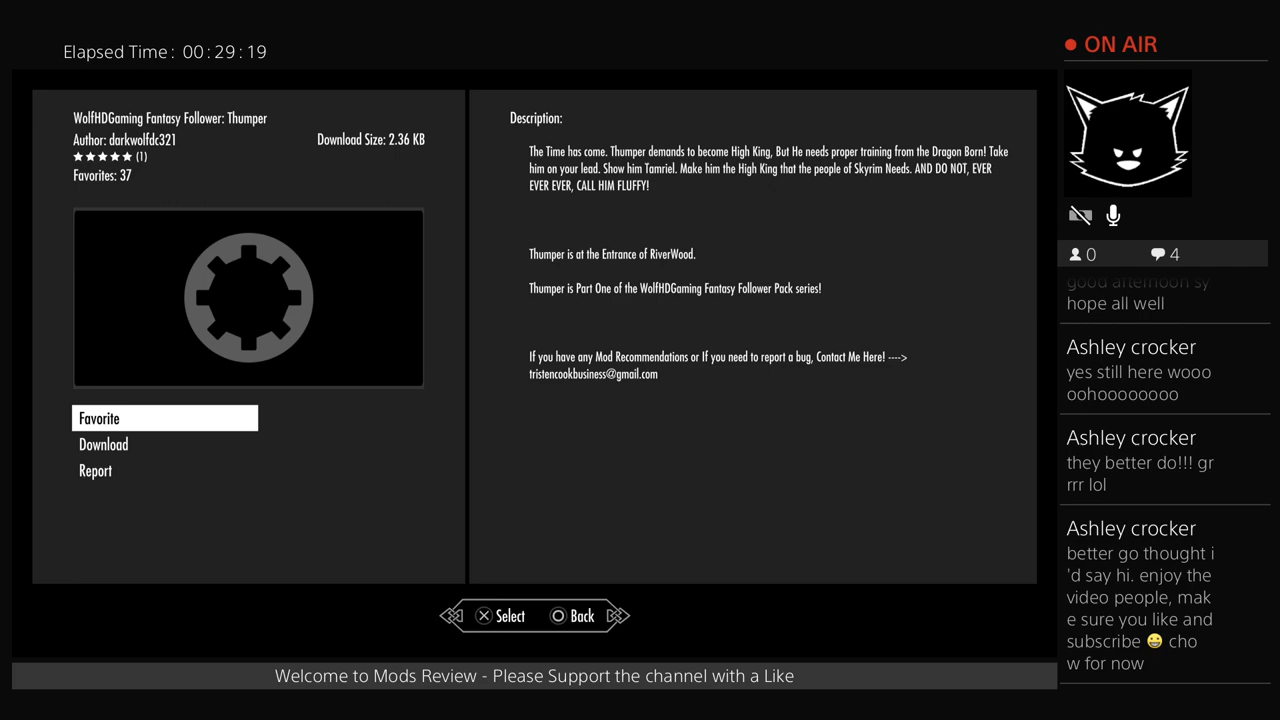 Elapsed Time: 00:29:19
WolfHDGaming Fantasy Follower: Thumper
Author: darkwolfdc321
Download Size: 2.36 KB
(1)
Favorites: 37
Favorite
Download
Report
Description:
The Time has come. Thumper demands to become High King, But He needs proper training from the Dragon Born! Take
him on your lead. Show him Tamriel. Make him the High King that the people of Skyrim Needs. AND DO NOT, EVER
EVER EVER, CALL HIM FLUFFY!
Thumper is at the Entrance of RiverWood.
Thumper is Part One of the WolfHDGaming Fantasy Follower Pack series!
If you have any Mod Recommendations or If you need to report a bug, Contact Me Here! ---->
tristencookbusiness@gmail.com
Select
Back
Welcome to Mods Review - Please Support the channel with a Like
ON AIR
0
4
good afternoon sy
hope all well
Ashley crocker
yes still here wooo
oohoooooooo
Ashley crocker
they better do!!! gr
rrr lol
Ashley crocker
better go thought i
'd say hi. enjoy the
video people, mak
e sure you like and
subscribe 😀 cho
w for now